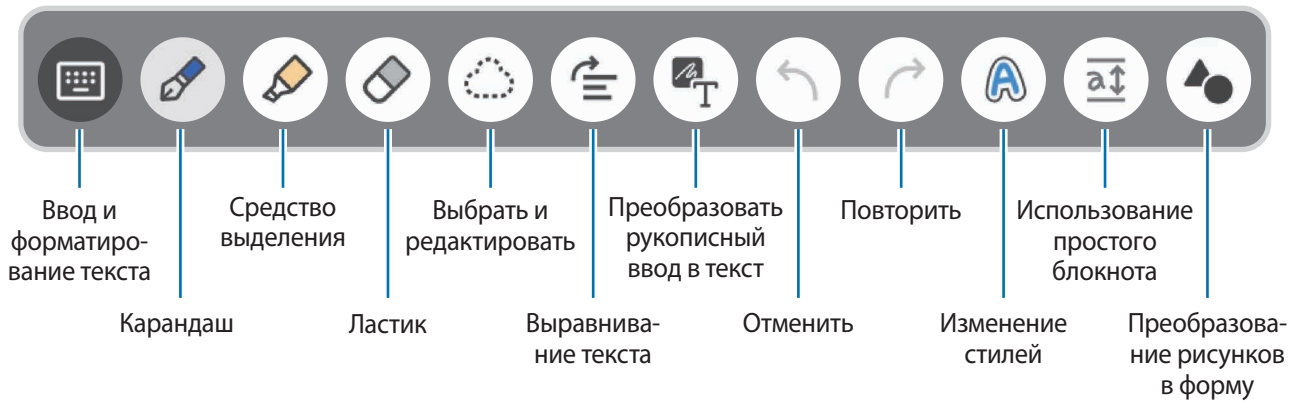 Ввод и
форматиро-
вание текста
Карандаш
Средство
выделения
Ластик
Выбрать и
редактировать
Выравнива-
ние текста
Преобразовать
рукописный
ввод в текст
Отменить
Повторить
Изменение
стилей
Использование
простого
блокнота
Преобразова-
ние рисунков
в форму